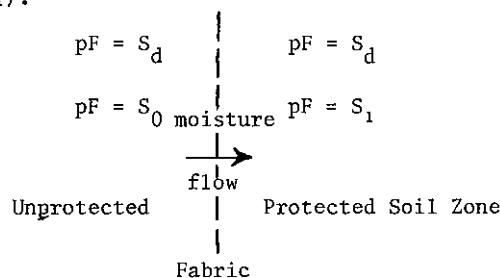 pF = S_d pF = S_d
pF = S_0 moisture pF = S_1
flow
Unprotected Protected Soil Zone
Fabric